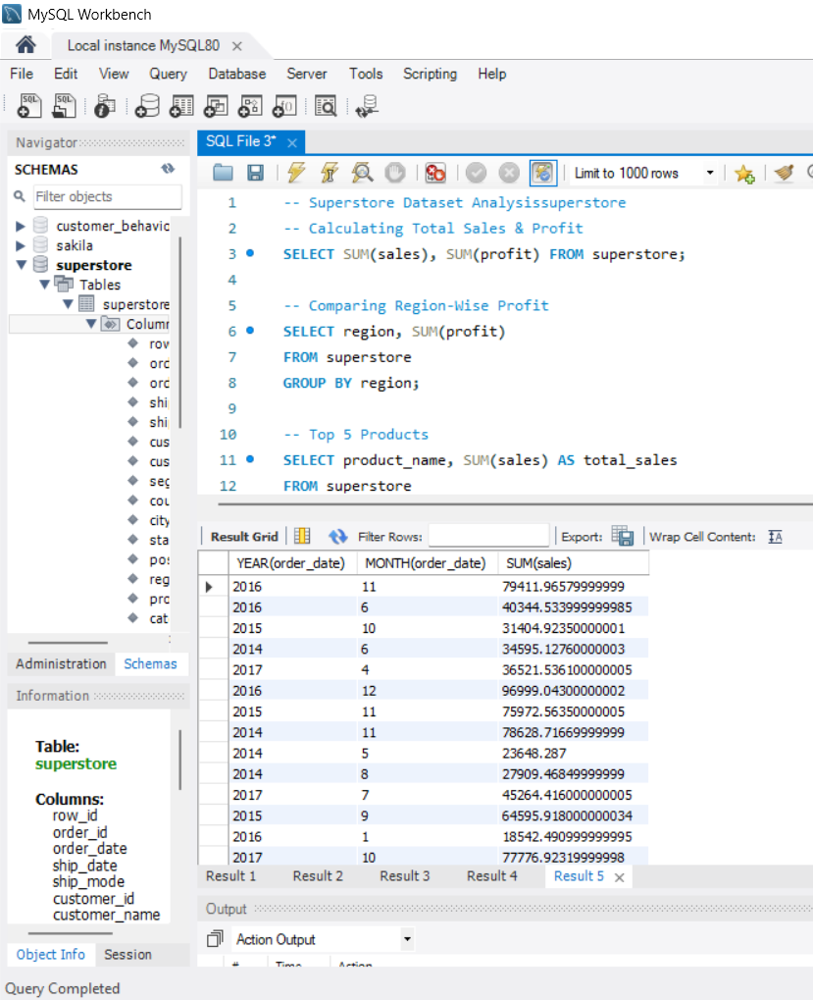 MySQL Workbench
Local instance MySQL80
File Edit View Query Database Server Tools Scripting Help
Navigator
SCHEMAS
Filter objects
customer_behavic
sakila
superstore
Tables
superstore
Colum
row
orc
orc
shi
shi
cus
cus
seg
cou
city
sta
pos
reg
prc
cat
Administration Schemas
Information
Table:
superstore
Columns:
row_id
order_id
order_date
ship_date
ship_mode
customer_id
customer_name
Object Info Session
Query Completed
SQL File 3*
Limit to 1000 rows
1 -- Superstore Dataset Analysissuperstore
2 -- Calculating Total Sales & Profit
3 SELECT SUM(sales), SUM(profit) FROM superstore;
4
5 -- Comparing Region-Wise Profit
6 SELECT region, SUM(profit)
7 FROM superstore
8 GROUP BY region;
9
10 -- Top 5 Products
11 SELECT product_name, SUM(sales) AS total_sales
12 FROM superstore
Result Grid Filter Rows: Export: Wrap Cell Content:
YEAR(order_date) MONTH(order_date) SUM(sales)
2016 11 79411.96579999999
2016 6 40344.533999999985
2015 10 31404.92350000001
2014 6 34595.12760000003
2017 4 36521.536100000005
2016 12 96999.04300000002
2015 11 75972.56350000005
2014 11 78628.71669999999
2014 5 23648.287
2014 8 27909.46849999999
2017 7 45264.416000000005
2015 9 64595.918000000034
2016 1 18542.490999999995
2017 10 77776.92319999998
Result 1 Result 2 Result 3 Result 4 Result 5
Output
Action Output
# Time Action